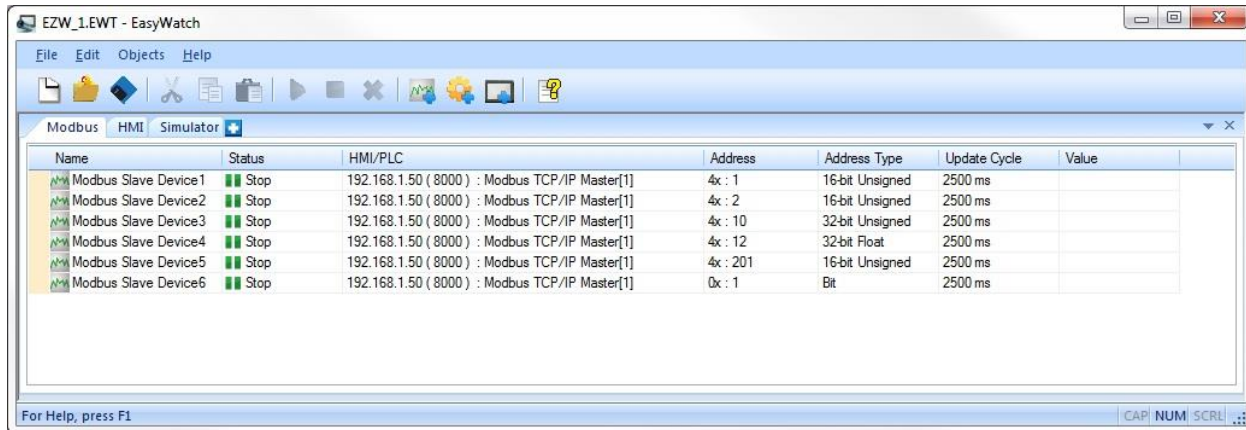 EZW_1.EWT - EasyWatch
File Edit Objects Help
Modbus HMI Simulator
Name Status HMI/PLC Address Address Type Update Cycle Value
Modbus Slave Device1 Stop 192.168.1.50 ( 8000 ) : Modbus TCP/IP Master[1] 4x : 1 16-bit Unsigned 2500 ms
Modbus Slave Device2 Stop 192.168.1.50 ( 8000 ) : Modbus TCP/IP Master[1] 4x : 2 16-bit Unsigned 2500 ms
Modbus Slave Device3 Stop 192.168.1.50 ( 8000 ) : Modbus TCP/IP Master[1] 4x : 10 32-bit Unsigned 2500 ms
Modbus Slave Device4 Stop 192.168.1.50 ( 8000 ) : Modbus TCP/IP Master[1] 4x : 12 32-bit Float 2500 ms
Modbus Slave Device5 Stop 192.168.1.50 ( 8000 ) : Modbus TCP/IP Master[1] 4x : 201 16-bit Unsigned 2500 ms
Modbus Slave Device6 Stop 192.168.1.50 ( 8000 ) : Modbus TCP/IP Master[1] 0x : 1 Bit 2500 ms
For Help, press F1 CAP NUM SCRL